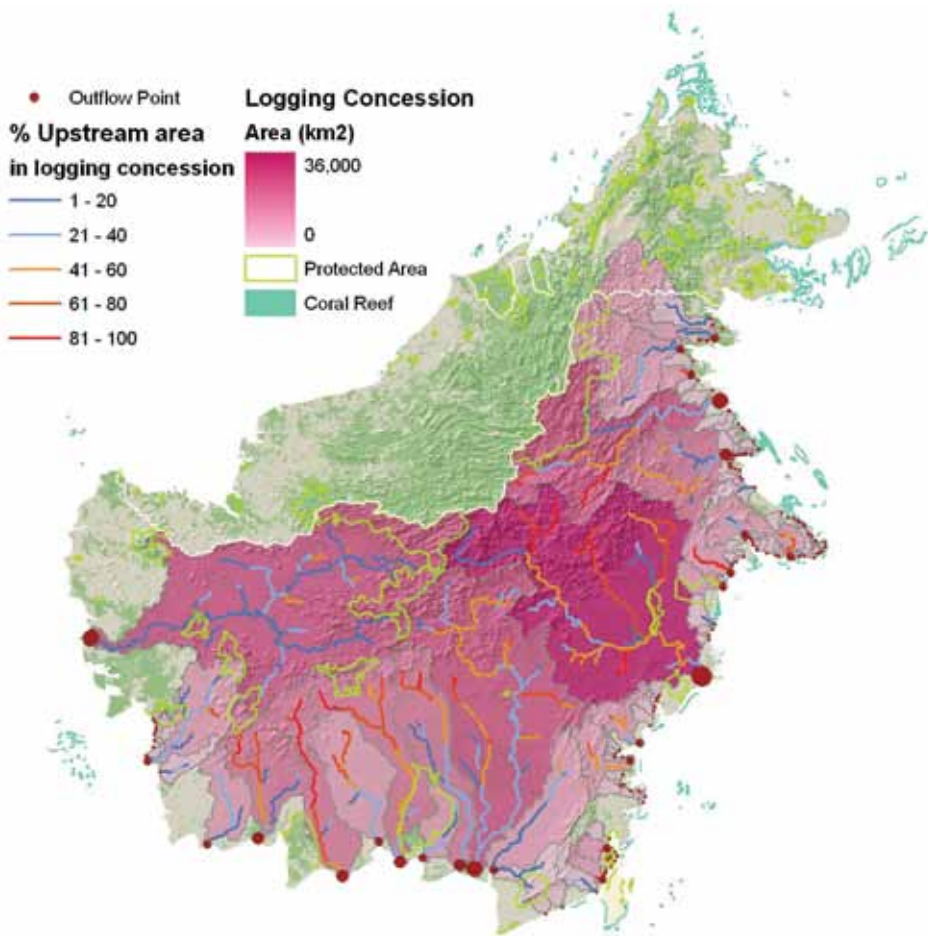 Outflow Point
% Upstream area
in logging concession
1 - 20
21 - 40
41 - 60
61 - 80
81 - 100
Logging Concession
Area (km2)
36,000
0
Protected Area
Coral Reef